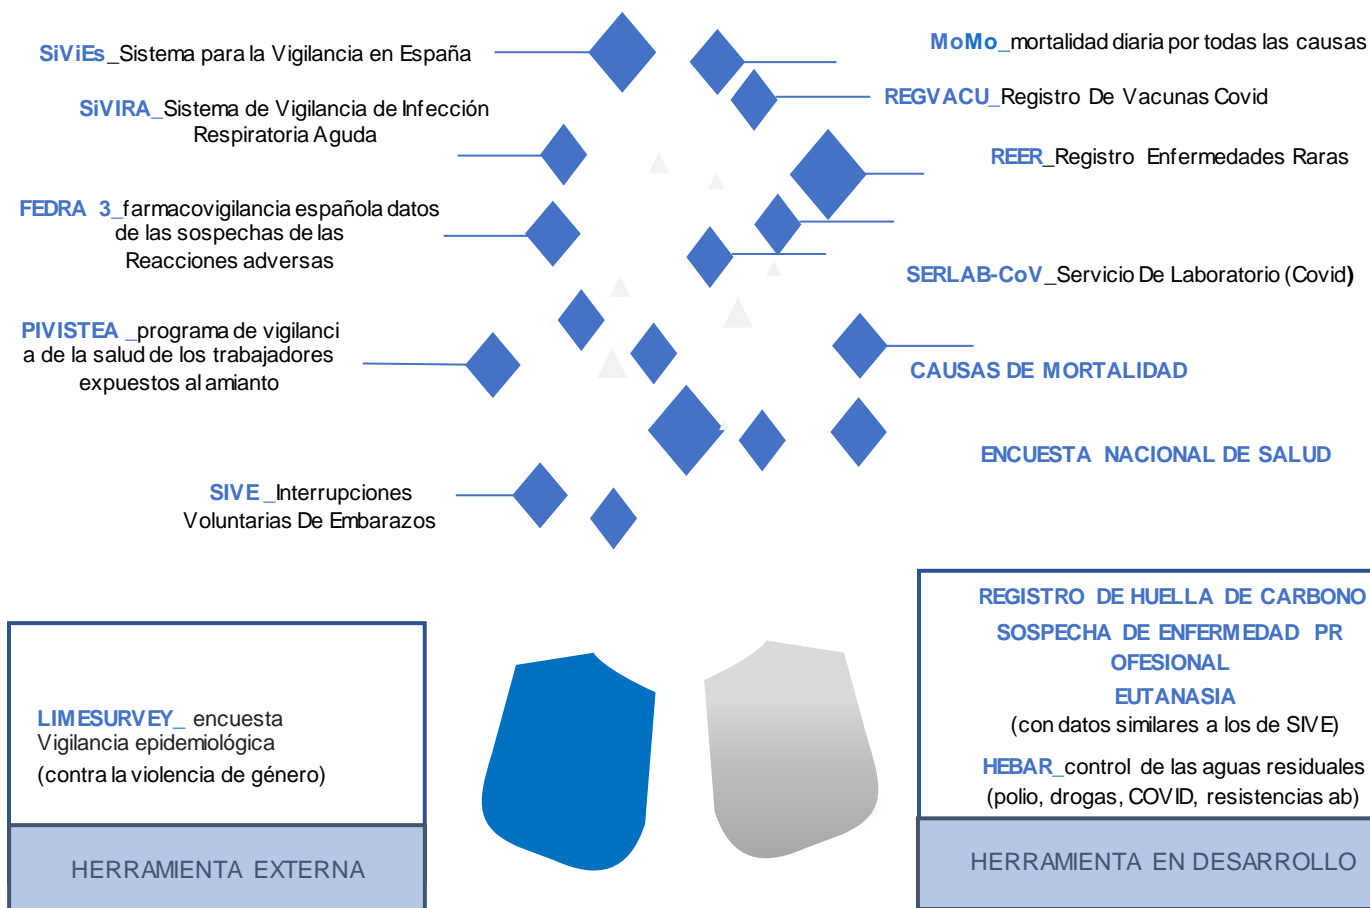 SiViEs_Sistema para la Vigilancia en España
SiVIRA_Sistema de Vigilancia de Infección
Respiratoria Aguda
FEDRA 3_farmacovigilancia española datos
de las sospechas de las
Reacciones adversas
PIVISTEA _programa de vigilanci
a de la salud de los trabajadores
expuestos al amianto
SIVE _Interrupciones
Voluntarias De Embarazos
MoMo_mortalidad diaria por todas las causas
REGVACU_Registro De Vacunas Covid
REER_Registro Enfermedades Raras
SERLAB-CoV_Servicio De Laboratorio (Covid)
CAUSAS DE MORTALIDAD
ENCUESTA NACIONAL DE SALUD
LIMESURVEY_ encuesta
Vigilancia epidemiológica
(contra la violencia de género)
HERRAMIENTA EXTERNA
REGISTRO DE HUELLA DE CARBONO
SOSPECHA DE ENFERMEDAD PR
OFESIONAL
EUTANASIA
(con datos similares a los de SIVE)
HEBAR_control de las aguas residuales
(polio, drogas, COVID, resistencias ab)
HERRAMIENTA EN DESARROLLO